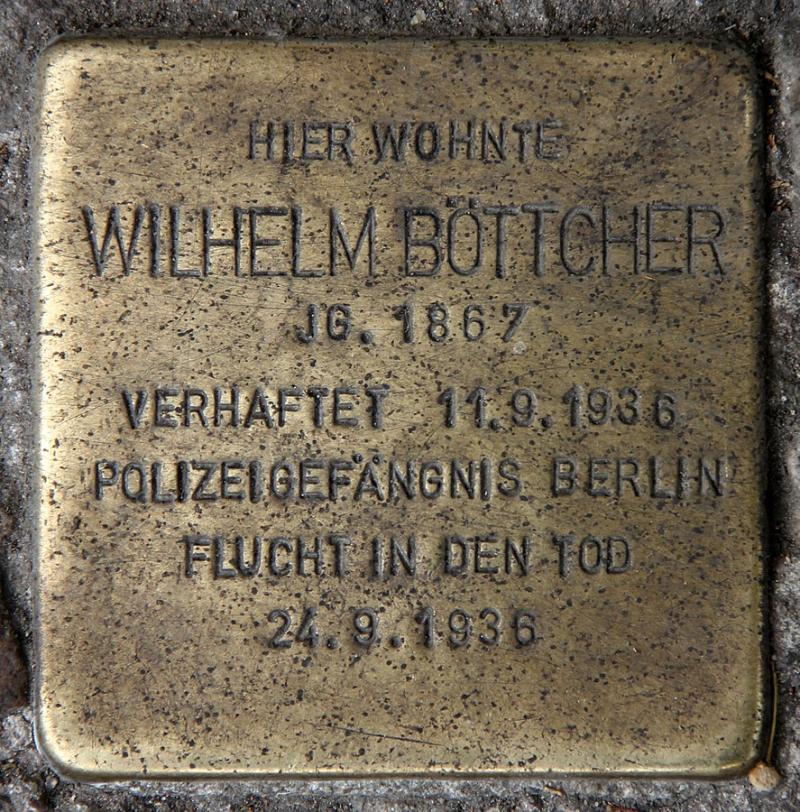 HIER WOHNTE
WILHELM BÖTTCHER
JG. 1867
VERHAFTET 11.9.1936
POLIZEIGEFÄNGNIS BERLIN
FLUCHT IN DEN TOD
24.9.1936